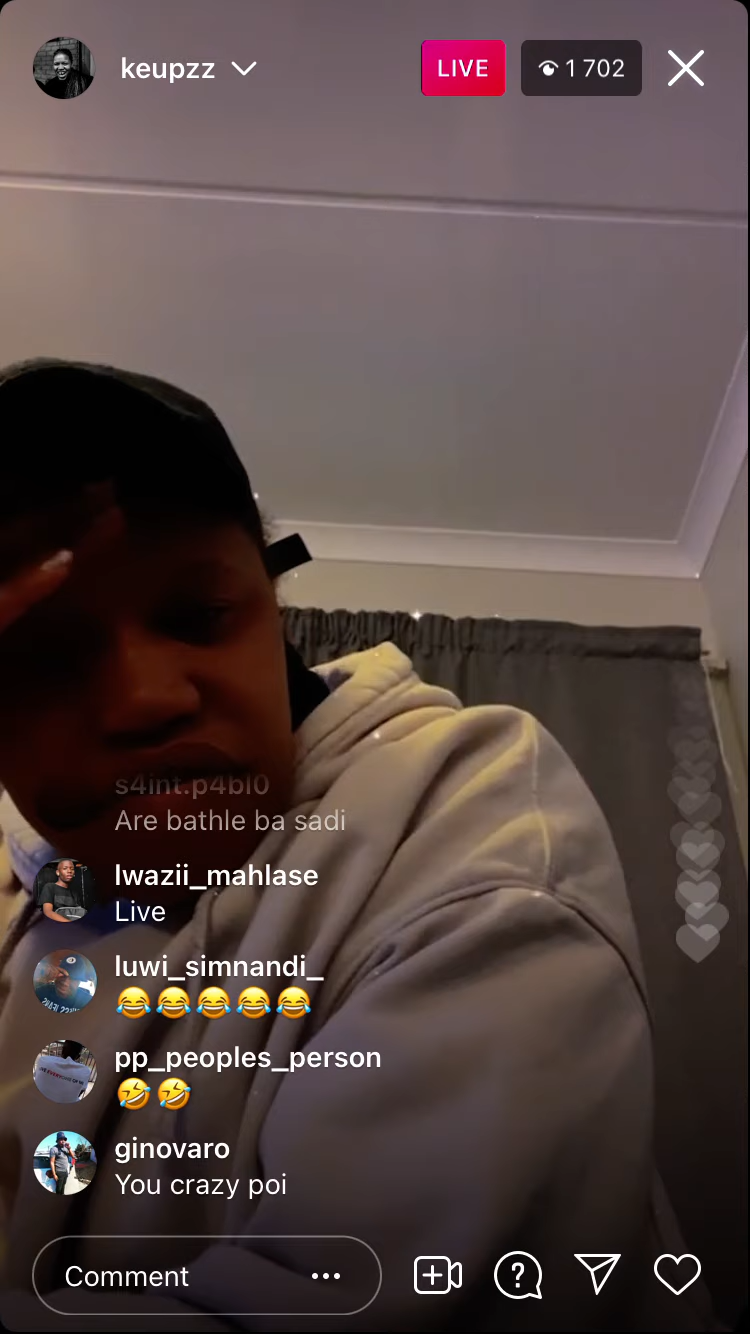 keupzz
LIVE
1 702
s4int.p4bl0
Are bathle ba sadi
lwazii_mahlase
Live
luwi_simnandi_
😂😂😂😂😂
pp_peoples_person
🤣🤣
ginovaro
You crazy poi
Comment